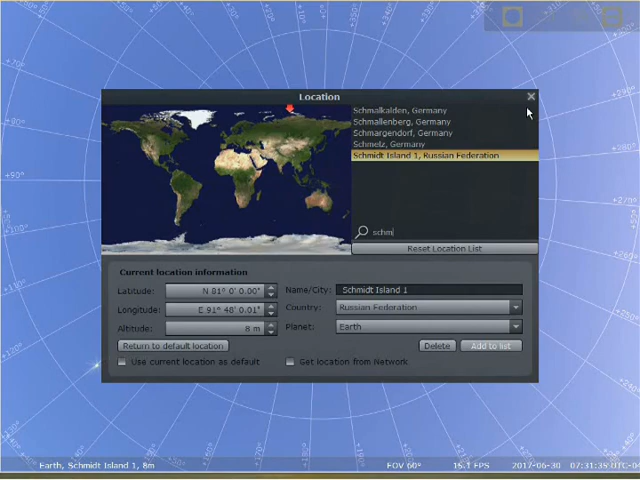 Location
Schmalkalden, Germany
Schmallenberg, Germany
Schmargendorf, Germany
Schmelz, Germany
Schmidt Island 1, Russian Federation
schm
Reset Location List
Current location information
Latitude: N 81° 0' 0.00"
Name/City: Schmidt Island 1
Longitude: E 91° 48' 0.01"
Country: Russian Federation
Altitude: 8 m
Planet: Earth
Return to default location
Delete
Add to list
Use current location as default
Get location from Network
+90°
Earth, Schmidt Island 1, 8m
FOV 60°
15.1 FPS
2017-06-30